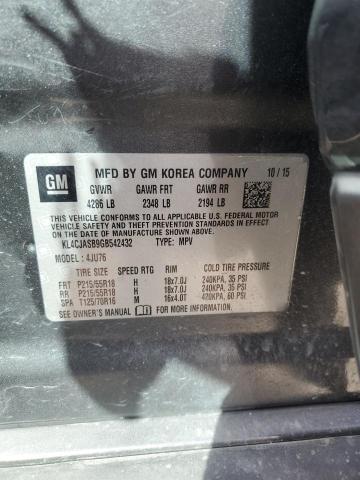 GM
MFD BY GM KOREA COMPANY 10/15
GVWR GAWR FRT GAWR RR
4286 LB 2348 LB 2194 LB
THIS VEHICLE CONFORMS TO ALL APPLICABLE U.S. FEDERAL MOTOR
VEHICLE SAFETY AND THEFT PREVENTION STANDARDS IN
EFFECT ON THE DATE OF MANUFACTURE SHOWN ABOVE.
KL4CJASB9GB542432 TYPE: MPV
MODEL : 4JU76
TIRE SIZE SPEED RTG RIM COLD TIRE PRESSURE
FRT P215/55R18 H 18x7.0J 240KPA, 35 PSI
RR P215/55R18 H 18x7.0J 240KPA, 35 PSI
SPA T125/70R16 M 16x4.0T 420KPA, 60 PSI
SEE OWNER'S MANUAL FOR MORE INFORMATION